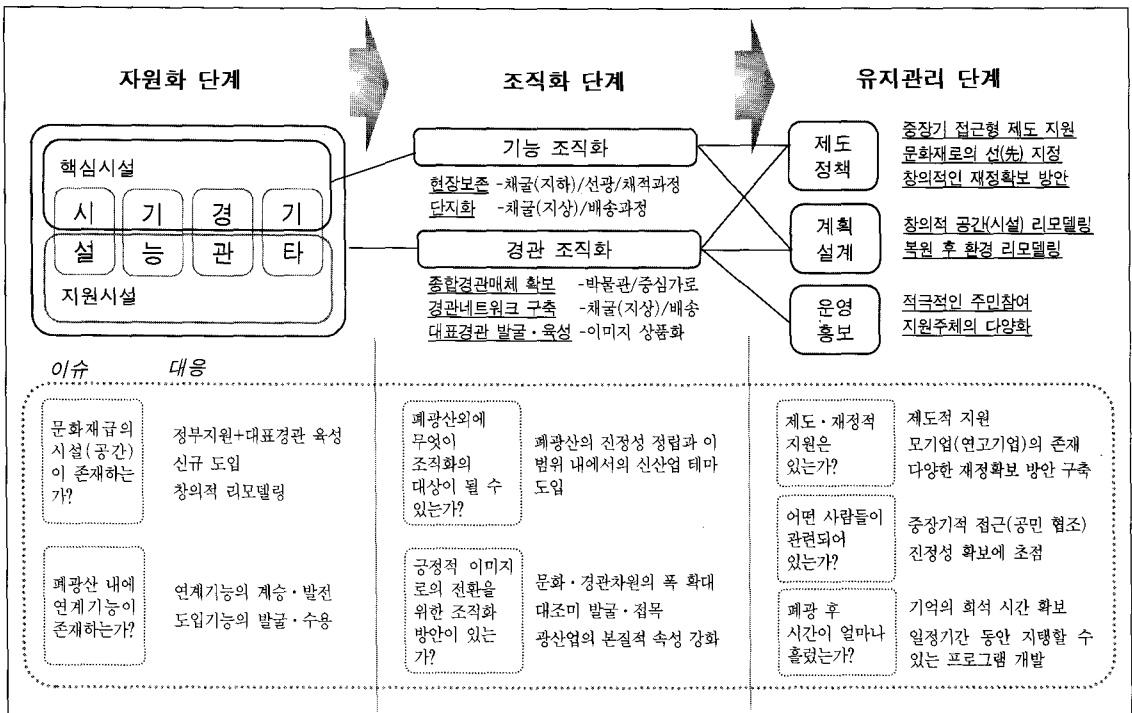 자원화 단계
조직화 단계
유지관리 단계
핵심시설
시설
기능
경관
기타
지원시설
기능 조직화
현장보존 -채굴(지하)/선광/채적과정
단지화 -채굴(지상)/배송과정
경관 조직화
종합경관매체 확보 -박물관/중심가로
경관네트워크 구축 -채굴(지상)/배송
대표경관 발굴·육성 -이미지 상품화
제도
정책
중장기 접근형 제도 지원
문화재로의 선(先) 지정
창의적인 재정확보 방안
계획
설계
창의적 공간(시설) 리모델링
복원 후 환경 리모델링
운영
홍보
적극적인 주민참여
지원주체의 다양화
이슈 대응
문화재급의
시설(공간)
이 존재하는
가?
정부지원+대표경관 육성
신규 도입
창의적 리모델링
폐광산 내에
연계기능이
존재하는가?
연계기능의 계승·발전
도입기능의 발굴·수용
폐광산외에
무엇이
조직화의
대상이 될 수
있는가?
폐광산의 진정성 정립과 이
범위 내에서의 신산업 테마
도입
긍정적 이미지
로의 전환을
위한 조직화
방안이 있는
가?
문화·경관차원의 폭 확대
대조미 발굴·접목
광산업의 본질적 속성 강화
제도·재정적
지원은
있는가?
제도적 지원
모기업(연고기업)의 존재
다양한 재정확보 방안 구축
어떤 사람들이
관련되어
있는가?
중장기적 접근(공민 협조)
진정성 확보에 초점
폐광 후
시간이 얼마나
흘렀는가?
기억의 희석 시간 확보
일정기간 동안 지탱할 수
있는 프로그램 개발